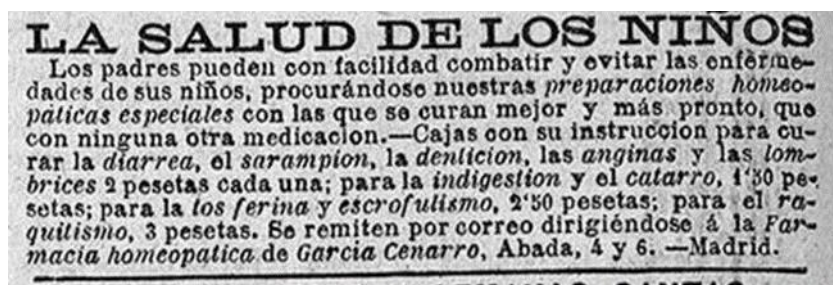 LA SALUD DE LOS NIÑOS
Los padres pueden con facilidad combatir y evitar las enferme-
dades de sus niños, procurándose nuestras preparaciones homeo-
páticas especiales con las que se curan mejor y más pronto, que
con ninguna otra medicacion.—Cajas con su instruccion para cu-
rar la diarrea, el sarampion, la denticion, las anginas y las lom-
brices 2 pesetas cada una; para la indigestion y el catarro, 1'50 pe-
setas; para la tos ferina y escrofulismo, 2'50 pesetas; para el ra-
quitismo, 3 pesetas. Se remiten por correo dirigiéndose á la Far-
macia homeopatica de Garcia Cenarro, Abada, 4 y 6. —Madrid.